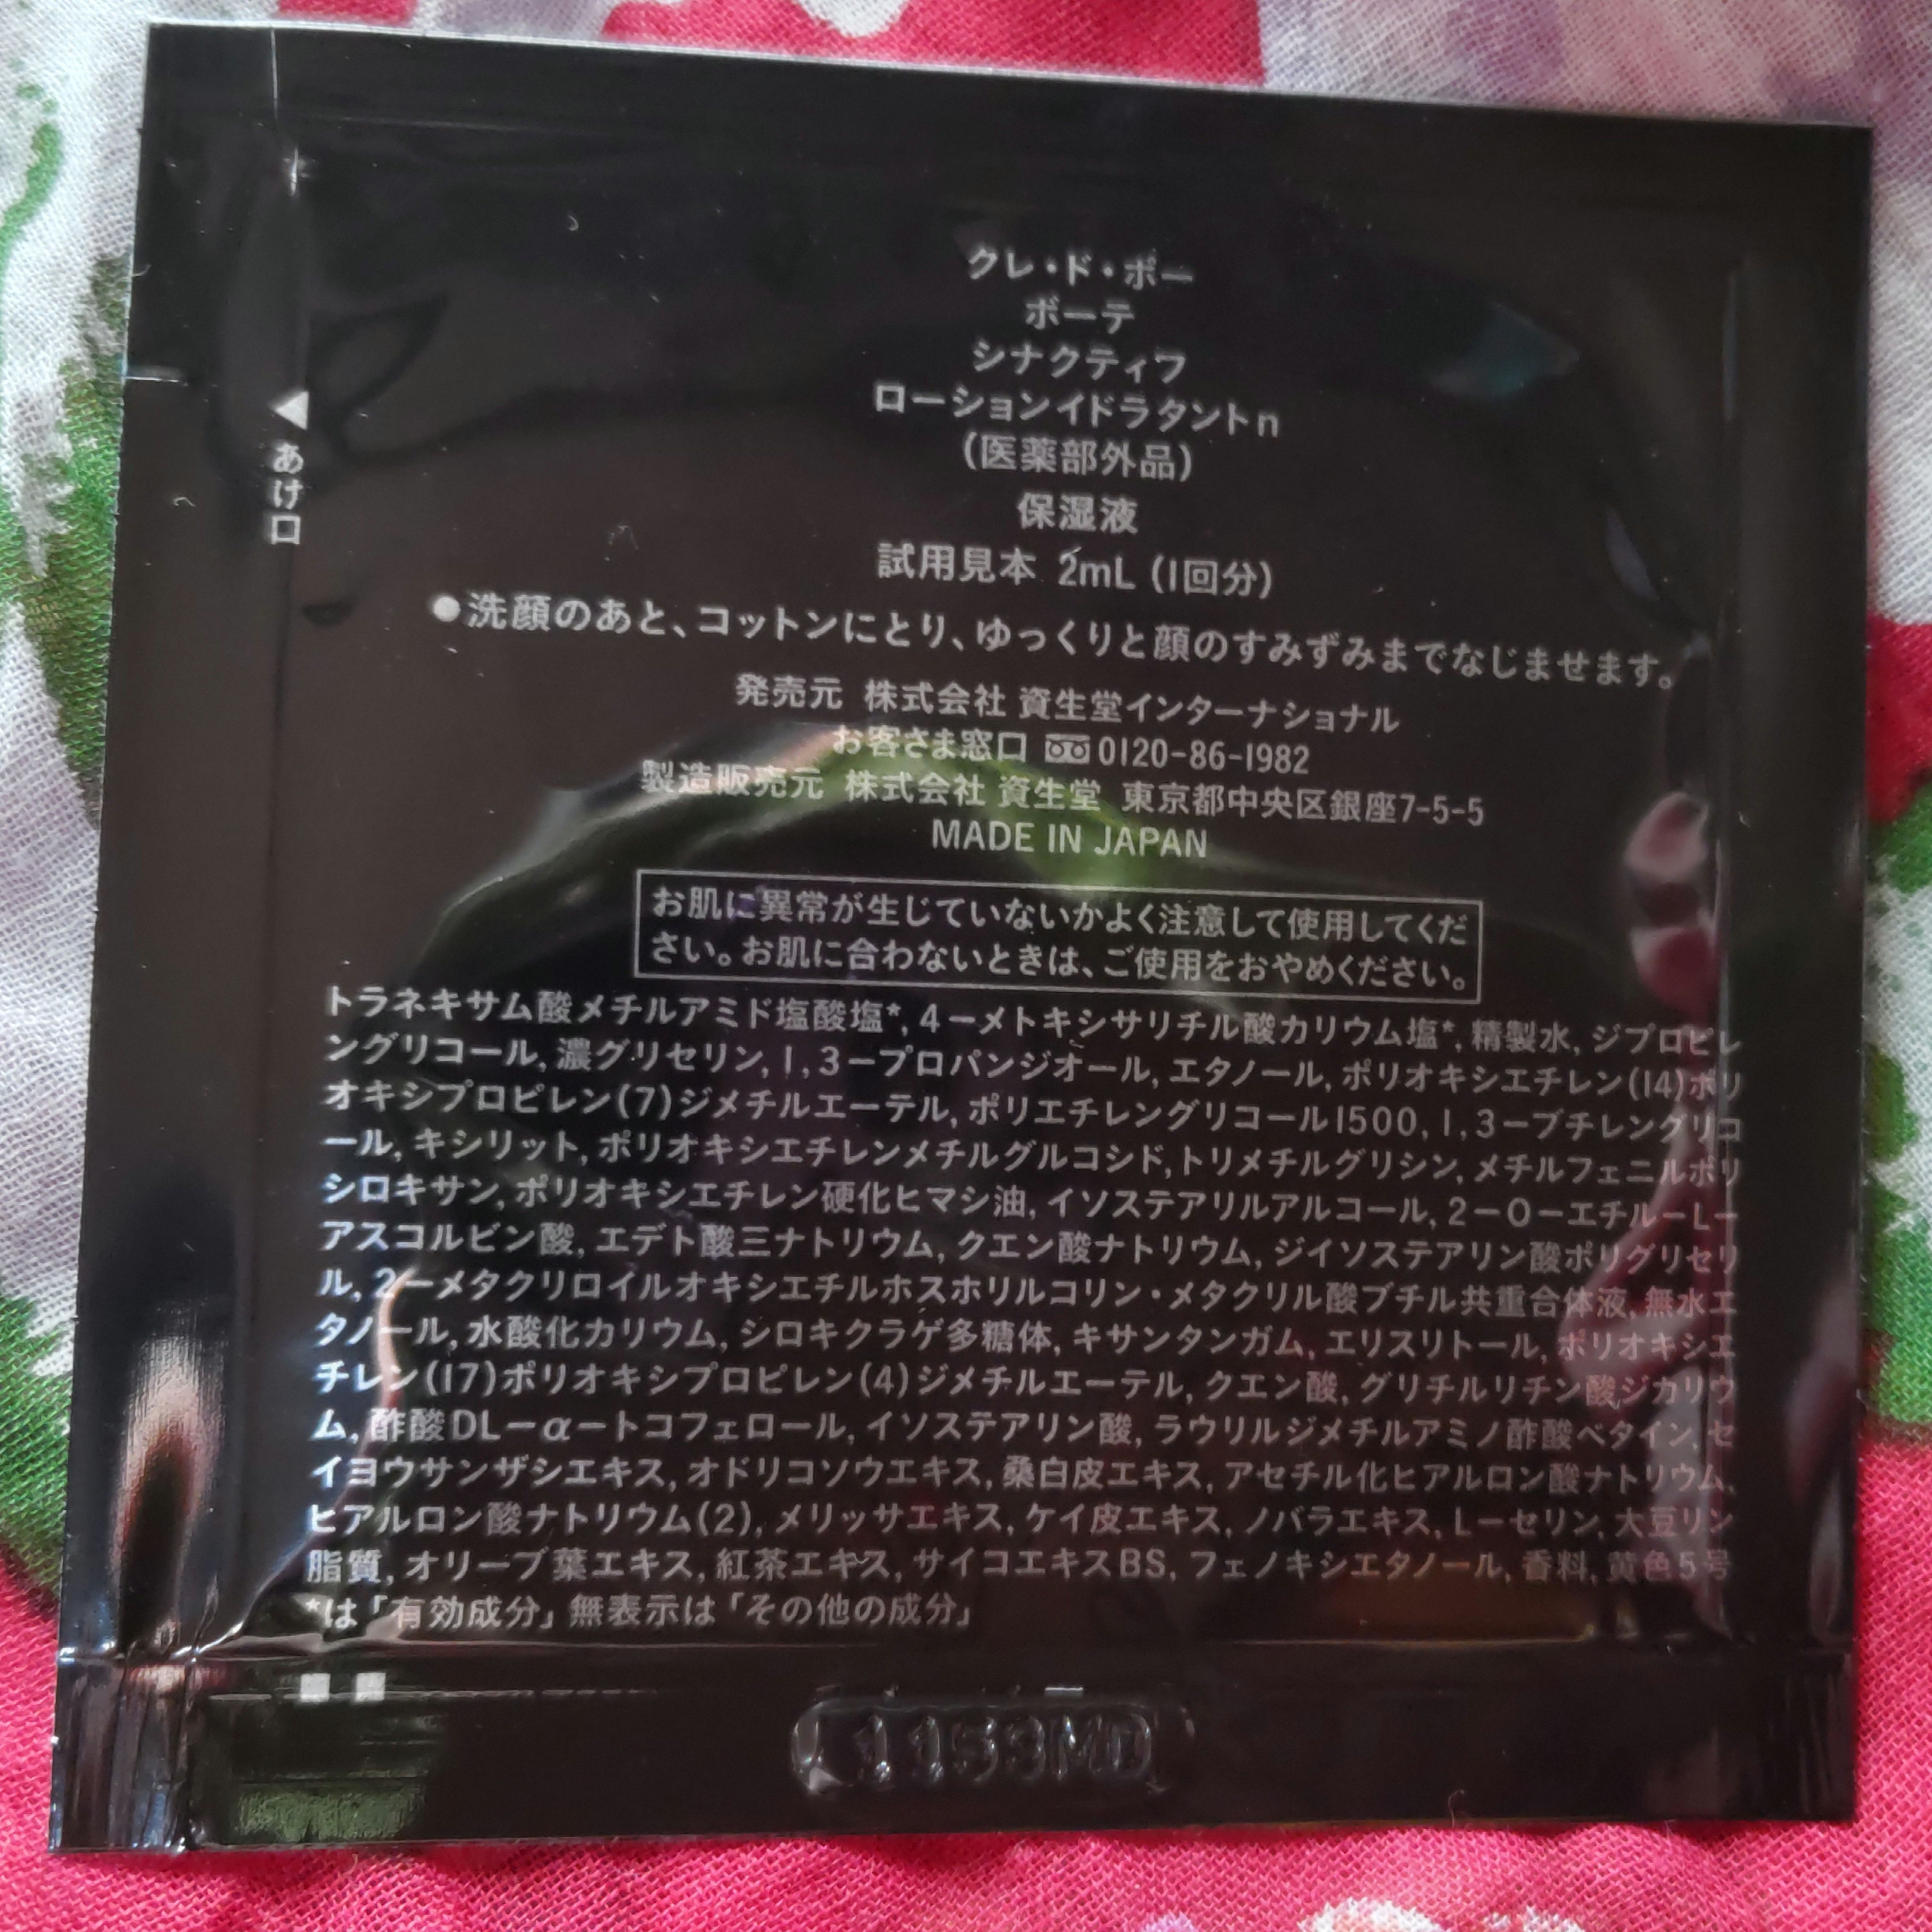 クレ・ド・ポー
ボーテ
シナクティフ
ローションイドラタントn
(医薬部外品)
保湿液
試用見本 2mL (1回分)
◀あけ口
●洗顔のあと、コットンにとり、ゆっくりと顔のすみずみまでなじませます。
発売元 株式会社 資生堂インターナショナル
お客さま窓口 0120-86-1982
製造販売元 株式会社 資生堂 東京都中央区銀座7-5-5
MADE IN JAPAN
お肌に異常が生じていないかよく注意して使用してくだ
さい。お肌に合わないときは、ご使用をおやめください。
トラネキサム酸メチルアミド塩酸塩*, 4－メトキシサリチル酸カリウム塩*, 精製水, ジプロピレ
ングリコール, 濃グリセリン, 1, 3－プロパンジオール, エタノール, ポリオキシエチレン(14)ポリ
オキシプロピレン(7)ジメチルエーテル, ポリエチレングリコール1500, 1, 3－ブチレングリコ
ール, キシリット, ポリオキシエチレンメチルグルコシド, トリメチルグリシン, メチルフェニルポリ
シロキサン, ポリオキシエチレン硬化ヒマシ油, イソステアリルアルコール, 2－O－エチル－L－
アスコルビン酸, エデト酸三ナトリウム, クエン酸ナトリウム, ジイソステアリン酸ポリグリセリ
ル, 2－メタクリロイルオキシエチルホスホリルコリン・メタクリル酸ブチル共重合体液, 無水エ
タノール, 水酸化カリウム, シロキクラゲ多糖体, キサンタンガム, エリスリトール, ポリオキシエ
チレン(17)ポリオキシプロピレン(4)ジメチルエーテル, クエン酸, グリチルリチン酸ジカリウ
ム, 酢酸DL－α－トコフェロール, イソステアリン酸, ラウリルジメチルアミノ酢酸ベタイン, セ
イヨウサンザシエキス, オドリコソウエキス, 桑白皮エキス, アセチル化ヒアルロン酸ナトリウム,
ヒアルロン酸ナトリウム(2), メリッサエキス, ケイ皮エキス, ノバラエキス, L－セリン, 大豆リン
脂質, オリーブ葉エキス, 紅茶エキス, サイコエキスBS, フェノキシエタノール, 香料, 黄色5号
*は「有効成分」無表示は「その他の成分」